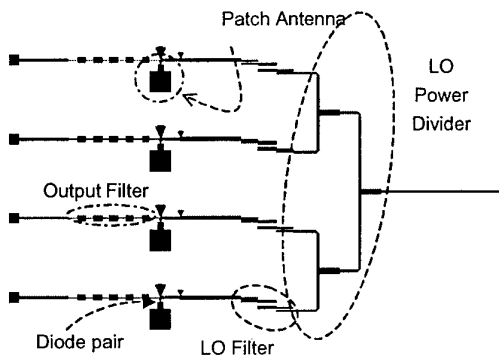 Patch Antenna
LO
Power
Divider
Output Filter
Diode pair
LO Filter